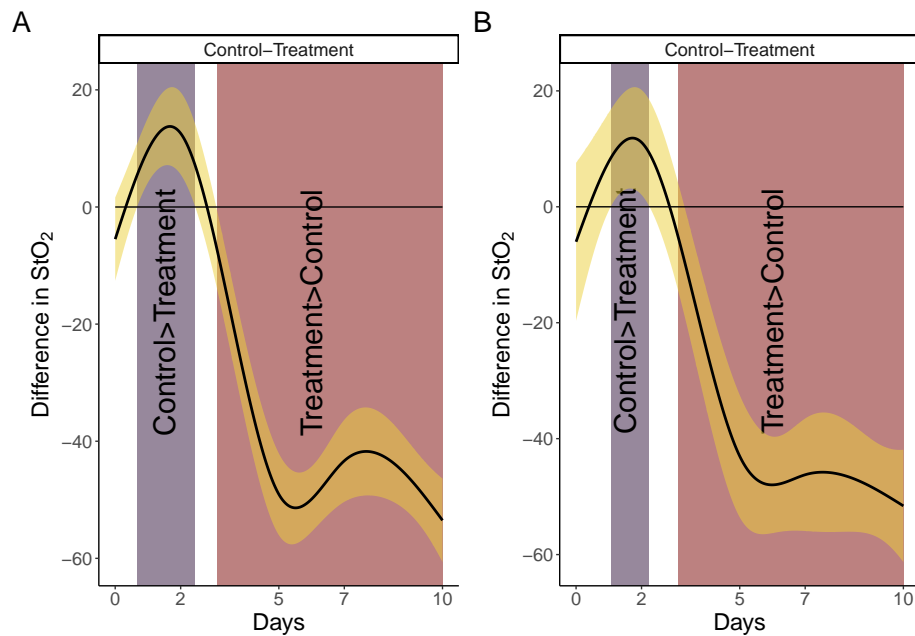 A
Control−Treatment
Difference in StO₂
20
0
−20
−40
−60
Control>Treatment
Treatment>Control
0
2
5
7
10
Days
B
Control−Treatment
Difference in StO₂
20
0
−20
−40
−60
Control>Treatment
Treatment>Control
0
2
5
7
10
Days